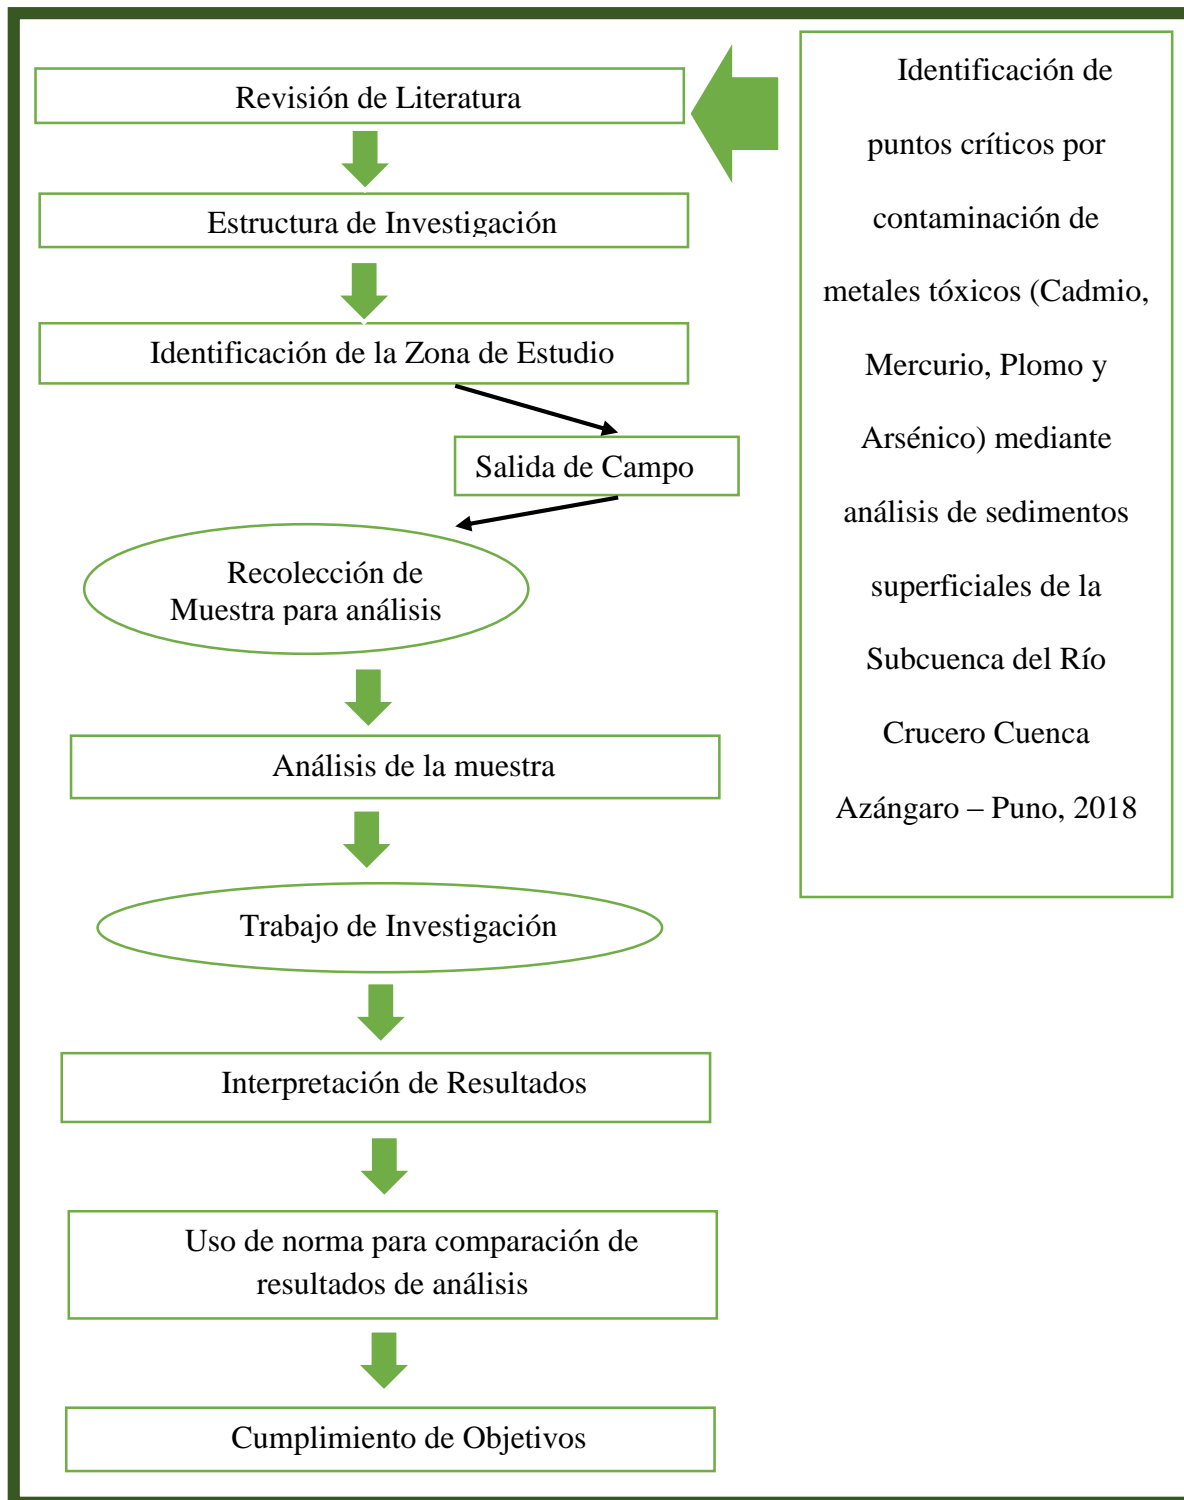 Revisión de Literatura
Estructura de Investigación
Identificación de la Zona de Estudio
Salida de Campo
Recolección de
Muestra para análisis
Análisis de la muestra
Trabajo de Investigación
Interpretación de Resultados
Uso de norma para comparación de
resultados de análisis
Cumplimiento de Objetivos
Identificación de
puntos críticos por
contaminación de
metales tóxicos (Cadmio,
Mercurio, Plomo y
Arsénico) mediante
análisis de sedimentos
superficiales de la
Subcuenca del Río
Crucero Cuenca
Azángaro – Puno, 2018